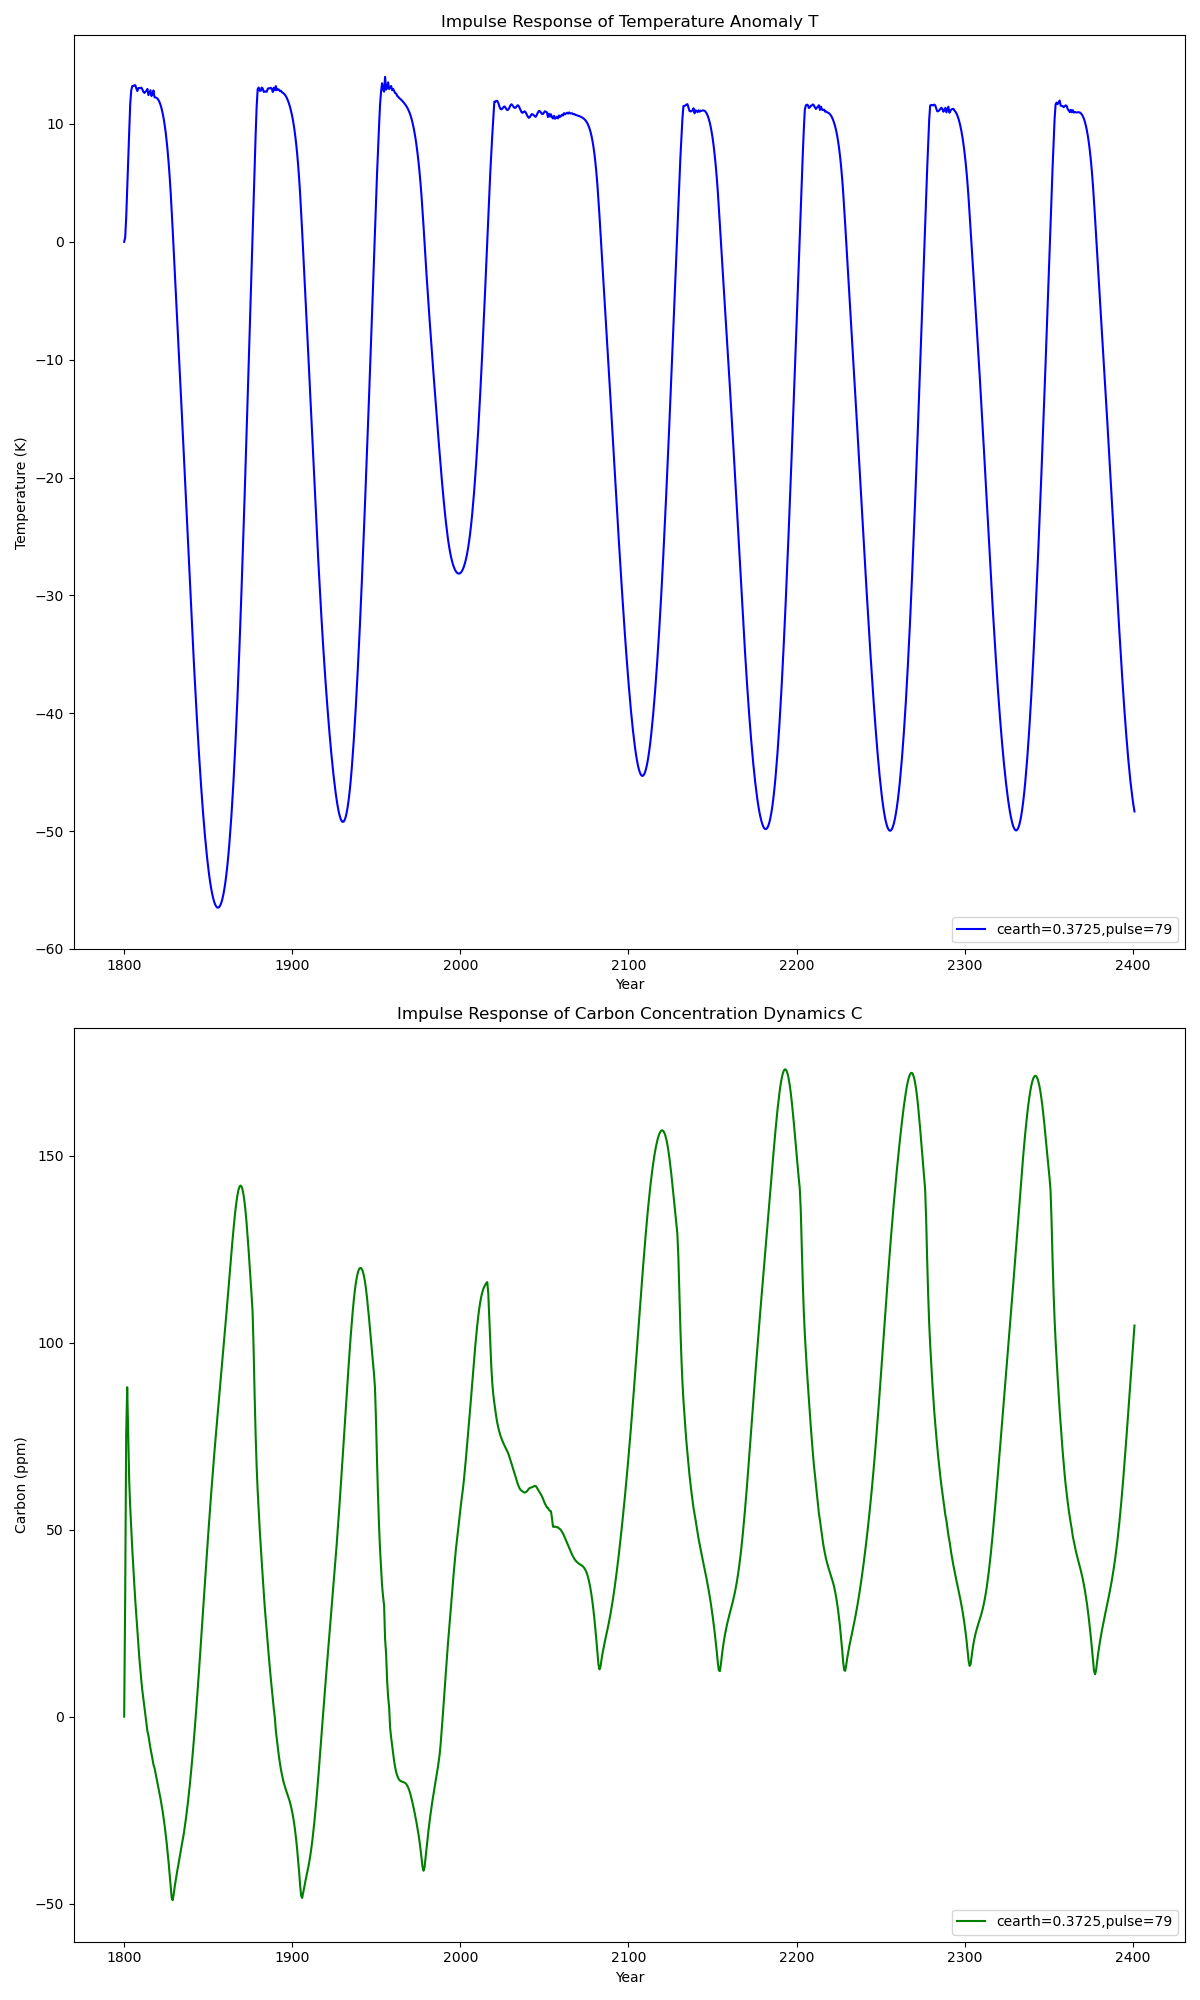 Impulse Response of Temperature Anomaly T
10
0
−10
−20
−30
−40
−50
−60
Temperature (K)
cearth=0.3725,pulse=79
1800 1900 2000 2100 2200 2300 2400
Year
Impulse Response of Carbon Concentration Dynamics C
150
100
50
0
−50
Carbon (ppm)
cearth=0.3725,pulse=79
1800 1900 2000 2100 2200 2300 2400
Year